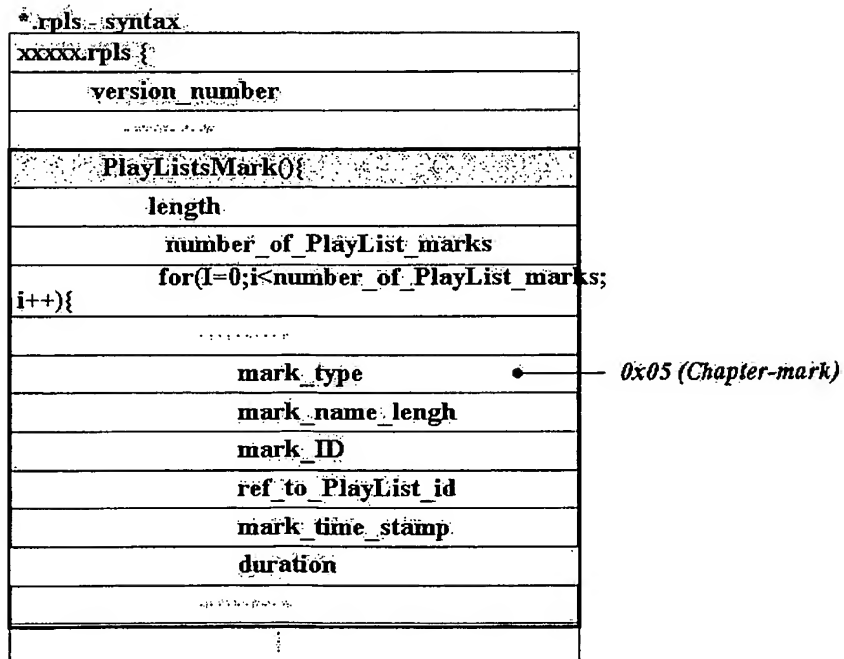 *.rpls - syntax
xxxxx.rpls {
version_number
..........
PlayListsMark(){
length
number_of_PlayList_marks
for(I=0;i<number_of_PlayList_marks;
i++){
..........
mark_type
0x05 (Chapter-mark)
mark_name_lengh
mark_ID
ref_to_PlayList_id
mark_time_stamp
duration
..........